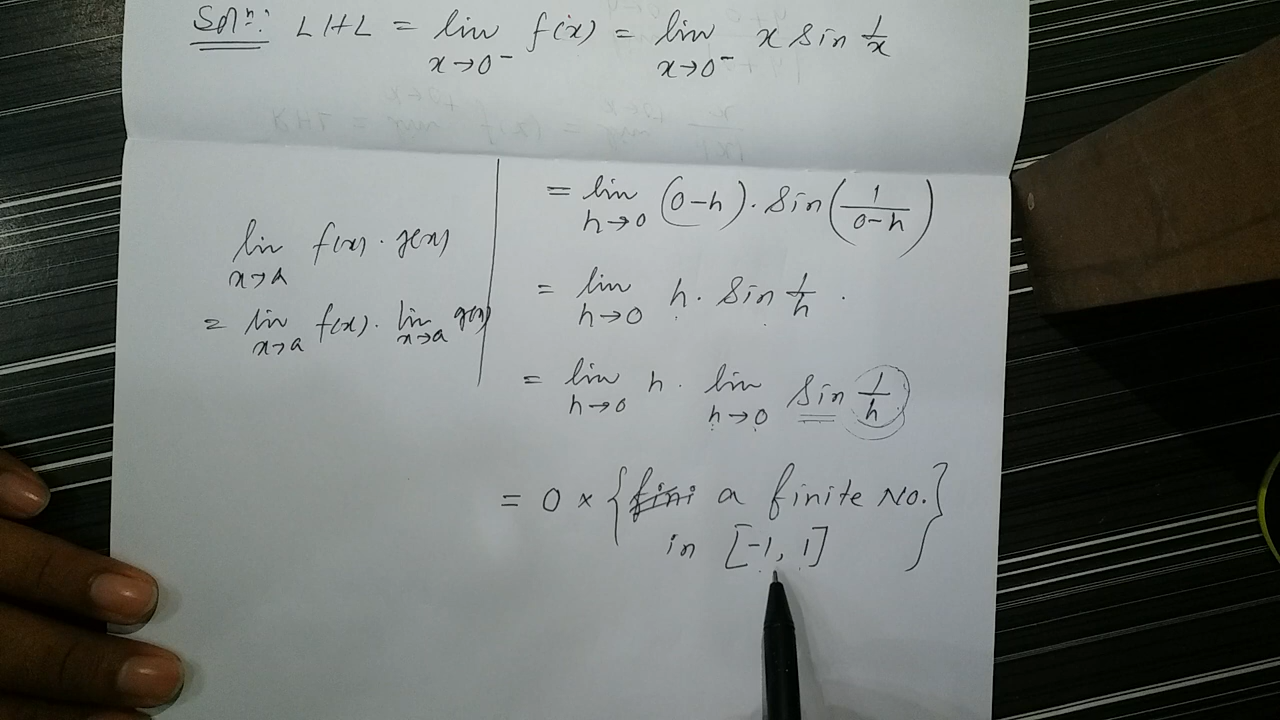 Solⁿ: LHL = lim x→0⁻ f(x) = lim x→0⁻ x sin 1/x
= lim h→0 (0-h). sin(1/(0-h))
lim x→a f(x) . g(x)
= lim x→a f(x) . lim x→a g(x)
= lim h→0 h. sin 1/h .
= lim h→0 h. lim h→0 sin 1/h
= 0 × { a finite No.
in [-1, 1] }